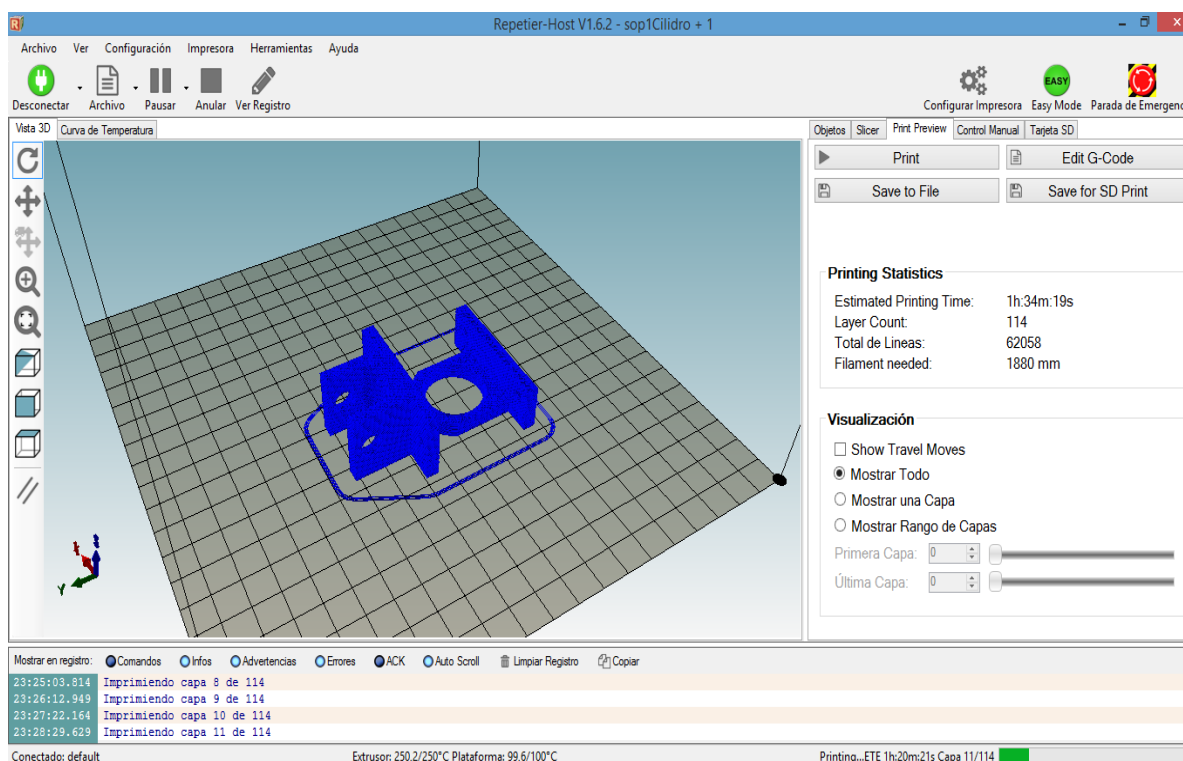 Repetier-Host V1.6.2 - sop1Cilidro + 1
Archivo Ver Configuración Impresora Herramientas Ayuda
Desconectar Archivo Pausar Anular Ver Registro
EASY
Configurar Impresora Easy Mode Parada de Emergenc
Vista 3D Curva de Temperatura
Objetos Slicer Print Preview Control Manual Tarjeta SD
Print Edit G-Code
Save to File Save for SD Print
Printing Statistics
Estimated Printing Time: 1h:34m:19s
Layer Count: 114
Total de Lineas: 62058
Filament needed: 1880 mm
Visualización
Show Travel Moves
Mostrar Todo
Mostrar una Capa
Mostrar Rango de Capas
Primera Capa: 0
Última Capa: 0
Y
Mostrar en registro: Comandos Infos Advertencias Errores ACK Auto Scroll Limpiar Registro Copiar
23:25:03.814 Imprimiendo capa 8 de 114
23:26:12.949 Imprimiendo capa 9 de 114
23:27:22.164 Imprimiendo capa 10 de 114
23:28:29.629 Imprimiendo capa 11 de 114
Conectado: default Extrusor: 250.2/250°C Plataforma: 99.6/100°C Printing...ETE 1h:20m:21s Capa 11/114